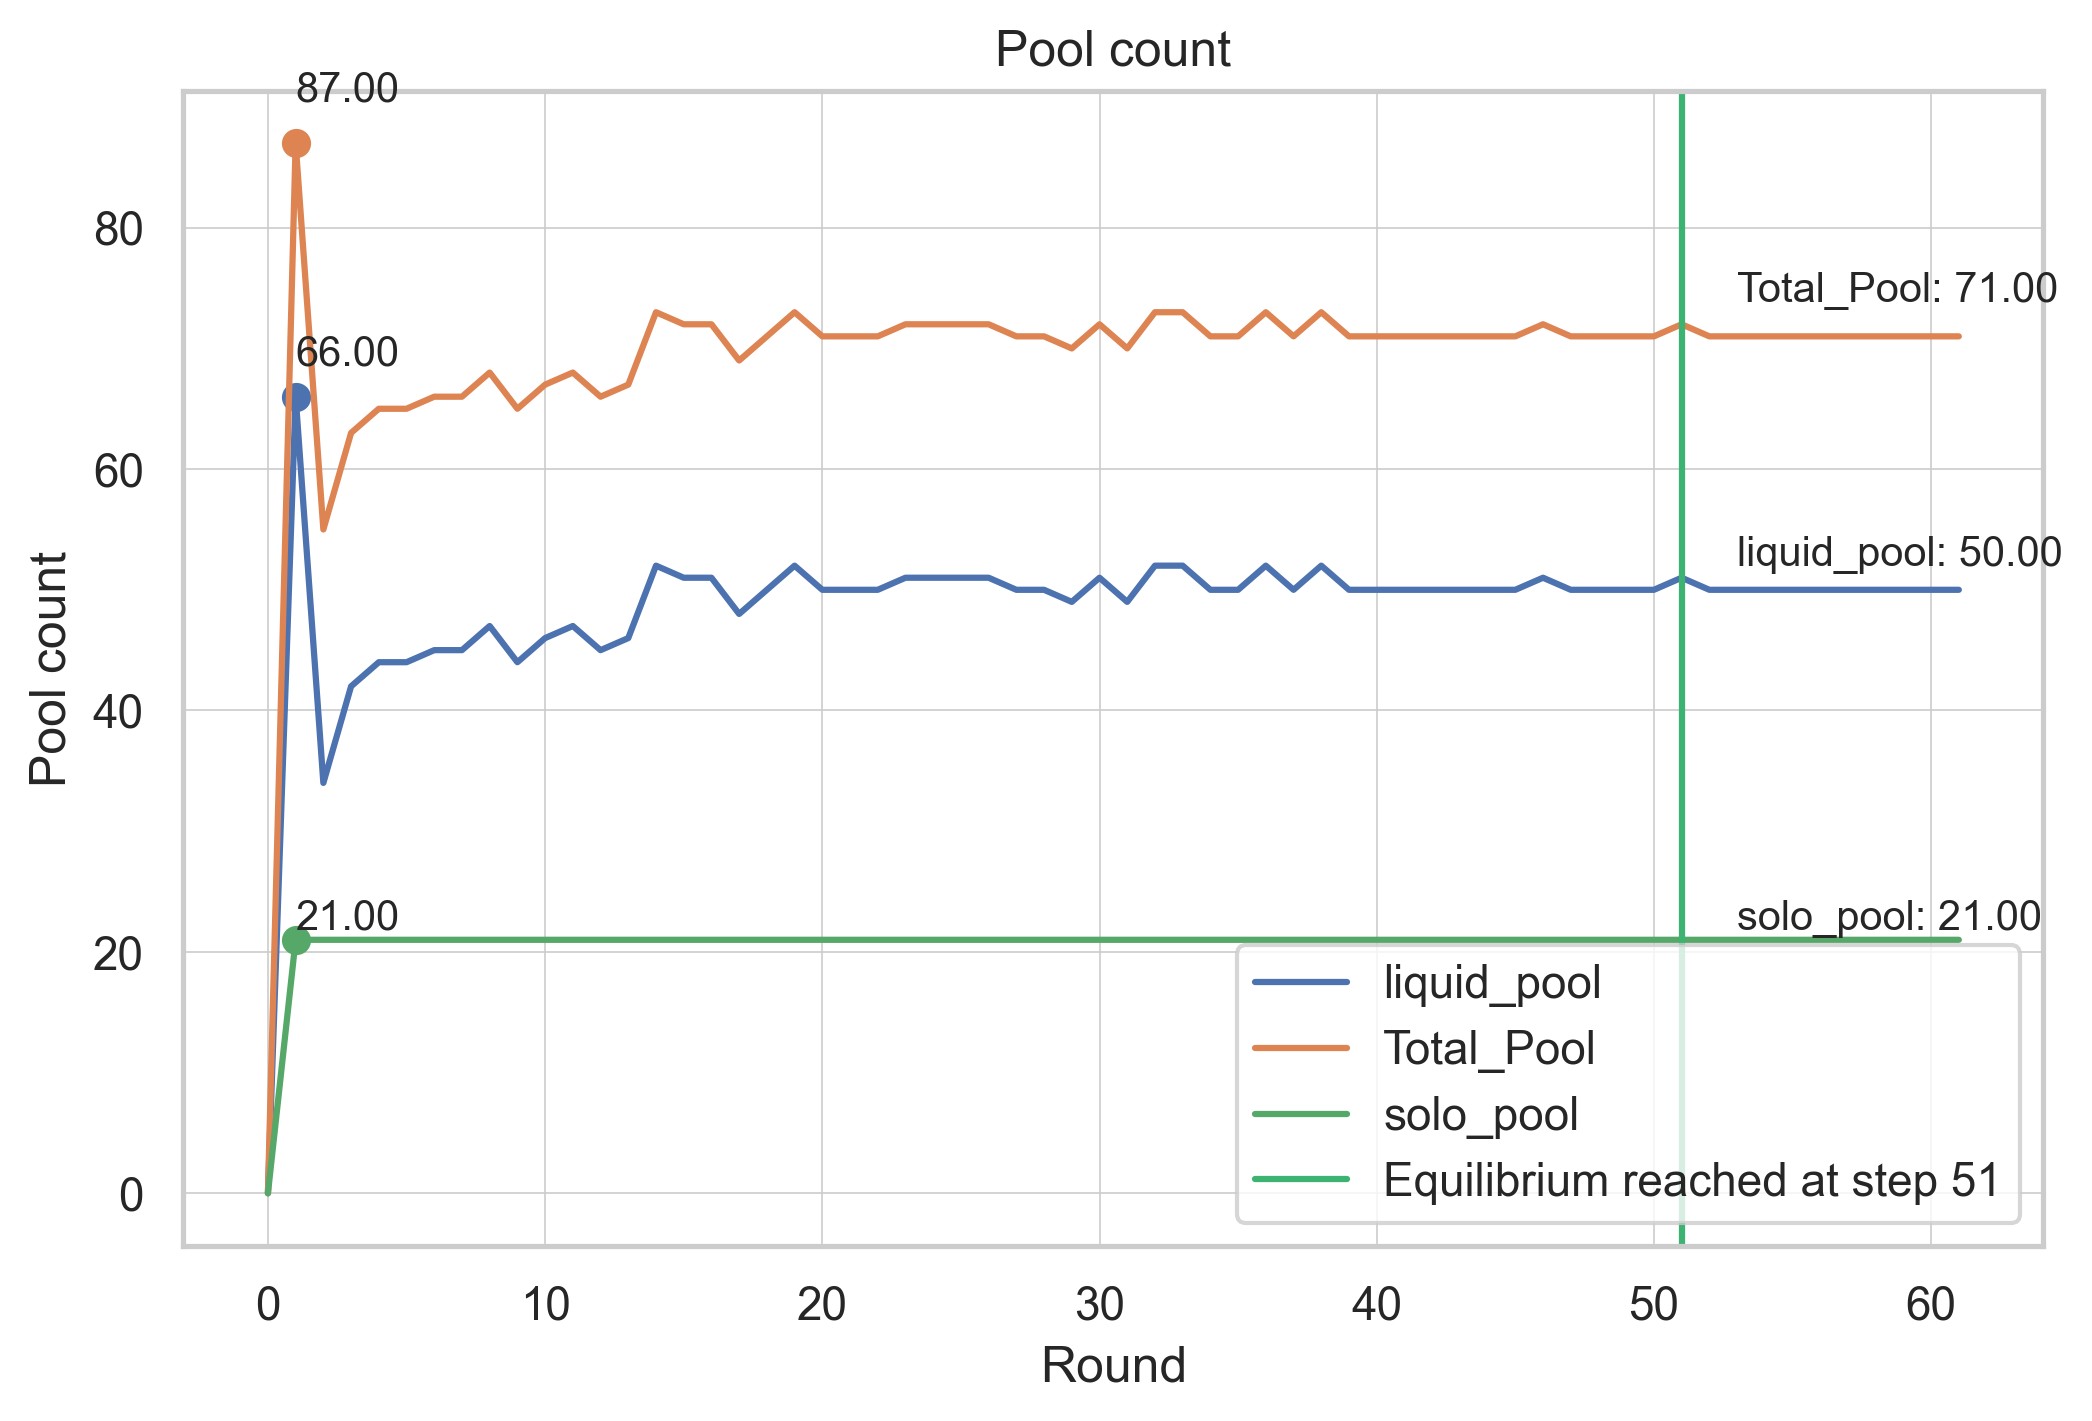 Pool count
87.00
80
Total_Pool: 71.00
66.00
60
liquid_pool: 50.00
Pool count
40
21.00
solo_pool: 21.00
20
liquid_pool
Total_Pool
solo_pool
Equilibrium reached at step 51
0
0 10 20 30 40 50 60
Round